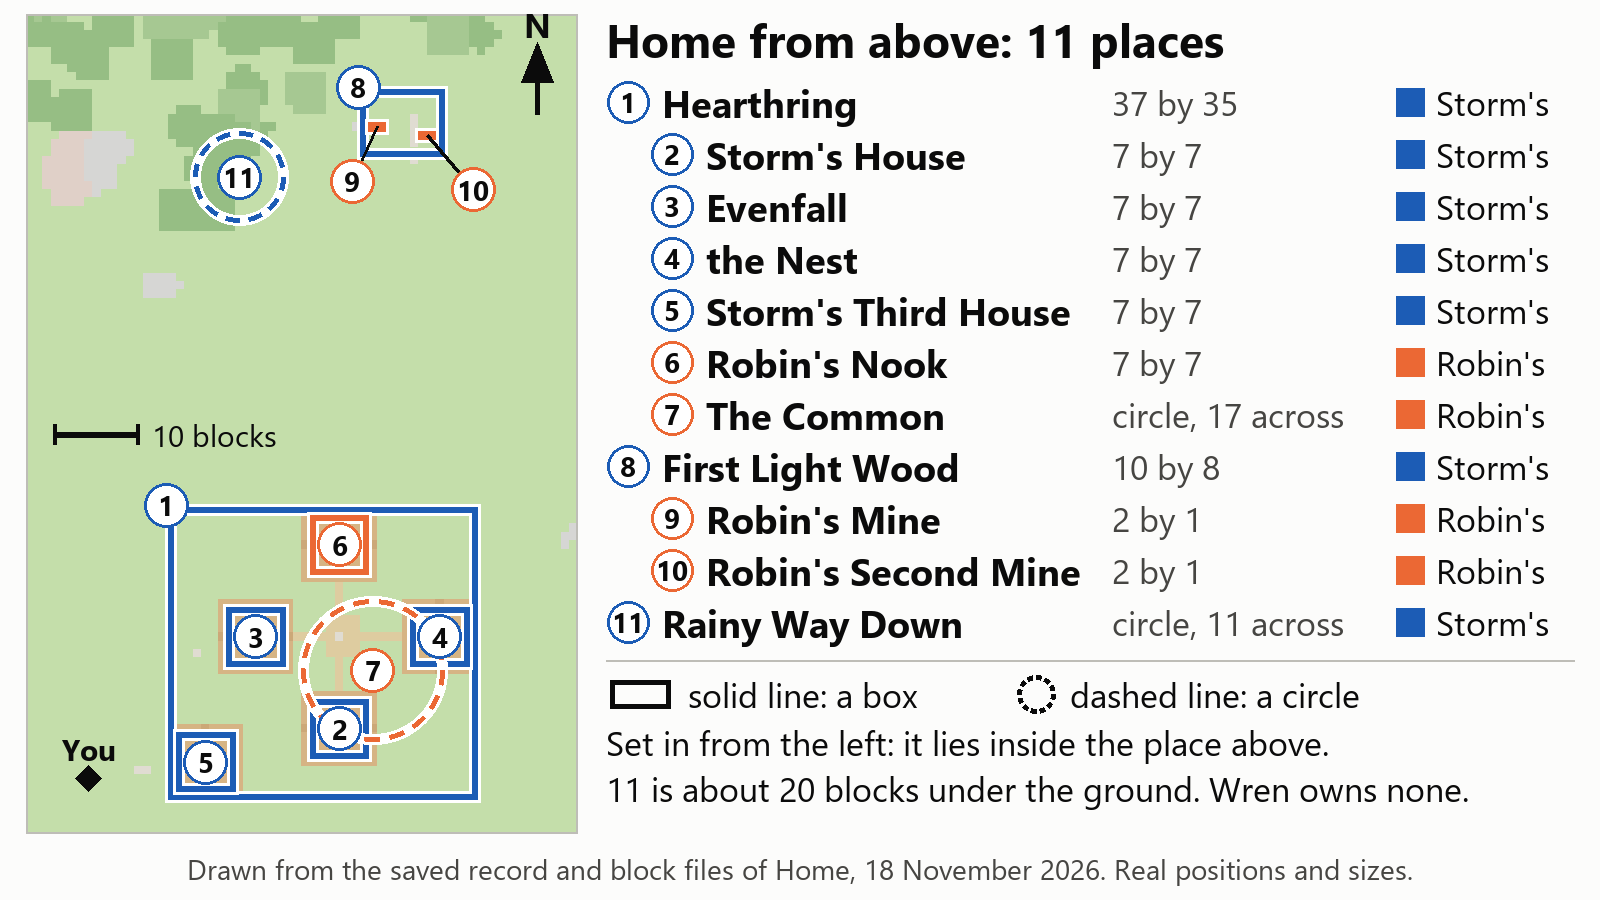 N
Home from above: 11 places
1 Hearthring 37 by 35 Storm's
2 Storm's House 7 by 7 Storm's
3 Evenfall 7 by 7 Storm's
4 the Nest 7 by 7 Storm's
5 Storm's Third House 7 by 7 Storm's
6 Robin's Nook 7 by 7 Robin's
7 The Common circle, 17 across Robin's
8 First Light Wood 10 by 8 Storm's
9 Robin's Mine 2 by 1 Robin's
10 Robin's Second Mine 2 by 1 Robin's
11 Rainy Way Down circle, 11 across Storm's
solid line: a box dashed line: a circle
Set in from the left: it lies inside the place above.
11 is about 20 blocks under the ground. Wren owns none.
8
11
9
10
10 blocks
1
6
3
4
7
2
You
5
Drawn from the saved record and block files of Home, 18 November 2026. Real positions and sizes.